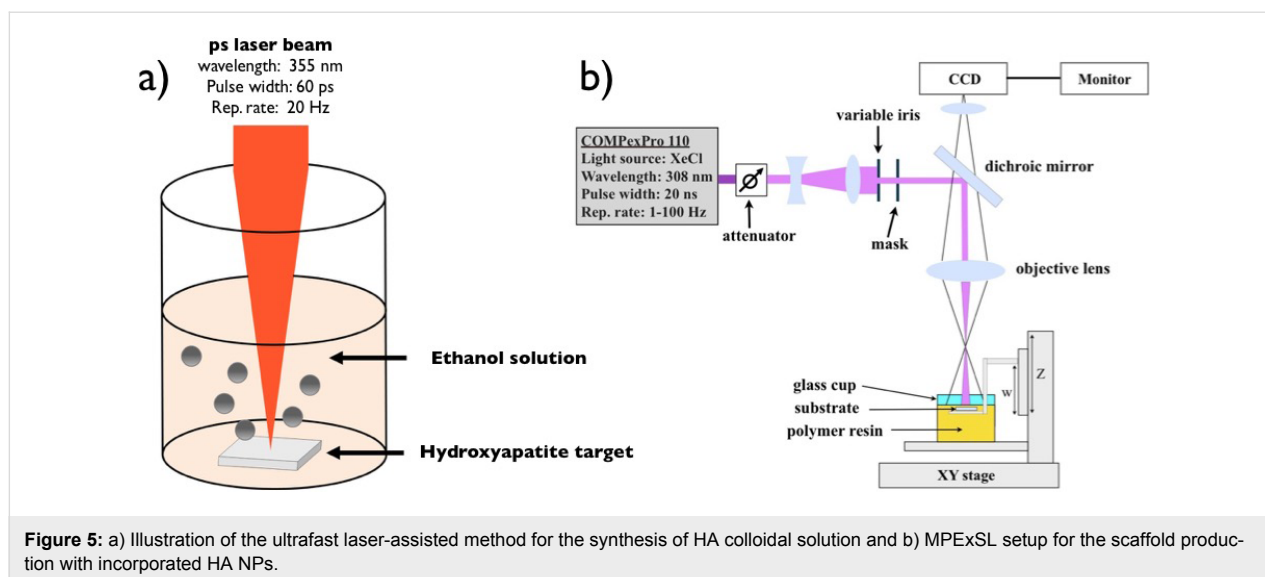 a)
ps laser beam
wavelength: 355 nm
Pulse width: 60 ps
Rep. rate: 20 Hz
Ethanol solution
Hydroxyapatite target
b)
CCD
Monitor
variable iris
COMPexPro 110
Light source: XeCl
Wavelength: 308 nm
Pulse width: 20 ns
Rep. rate: 1-100 Hz
dichroic mirror
attenuator
mask
objective lens
glass cup
substrate
polymer resin
w
Z
XY stage
Figure 5: a) Illustration of the ultrafast laser-assisted method for the synthesis of HA colloidal solution and b) MPExSL setup for the scaffold produc-
tion with incorporated HA NPs.